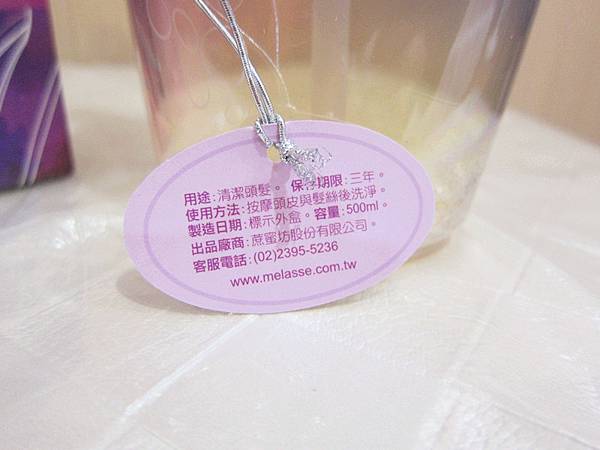 用途:清潔頭髮。保存期限:三年。
使用方法:按摩頭皮與髮絲後洗淨。
製造日期:標示外盒。容量:500ml。
出品廠商:蔗蜜坊股份有限公司。
客服電話:(02)2395-5236
www.melasse.com.tw